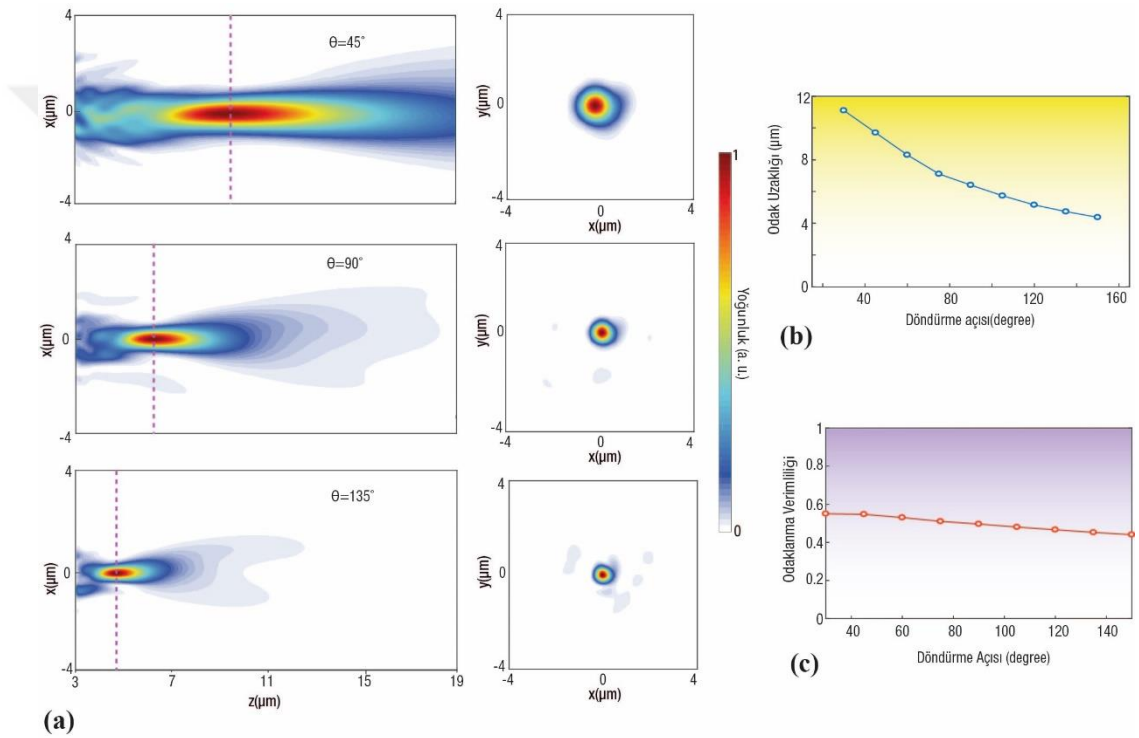 4
0
-4
x(µm)
θ=45°
4
0
-4
y(µm)
-4
0
4
x(µm)
4
0
-4
x(µm)
θ=90°
4
0
-4
y(µm)
-4
0
4
x(µm)
4
0
-4
x(µm)
θ=135°
3
7
11
15
19
z(µm)
4
0
-4
y(µm)
-4
0
4
x(µm)
1
0
Yoğunluk (a. u.)
(a)
12
8
4
0
Odak Uzaklığı (µm)
40
80
120
160
Döndürme açısı(degree)
(b)
1
0.8
0.6
0.4
0.2
0
Odaklanma Verimliliği
40
60
80
100
120
140
Döndürme Açısı (degree)
(c)